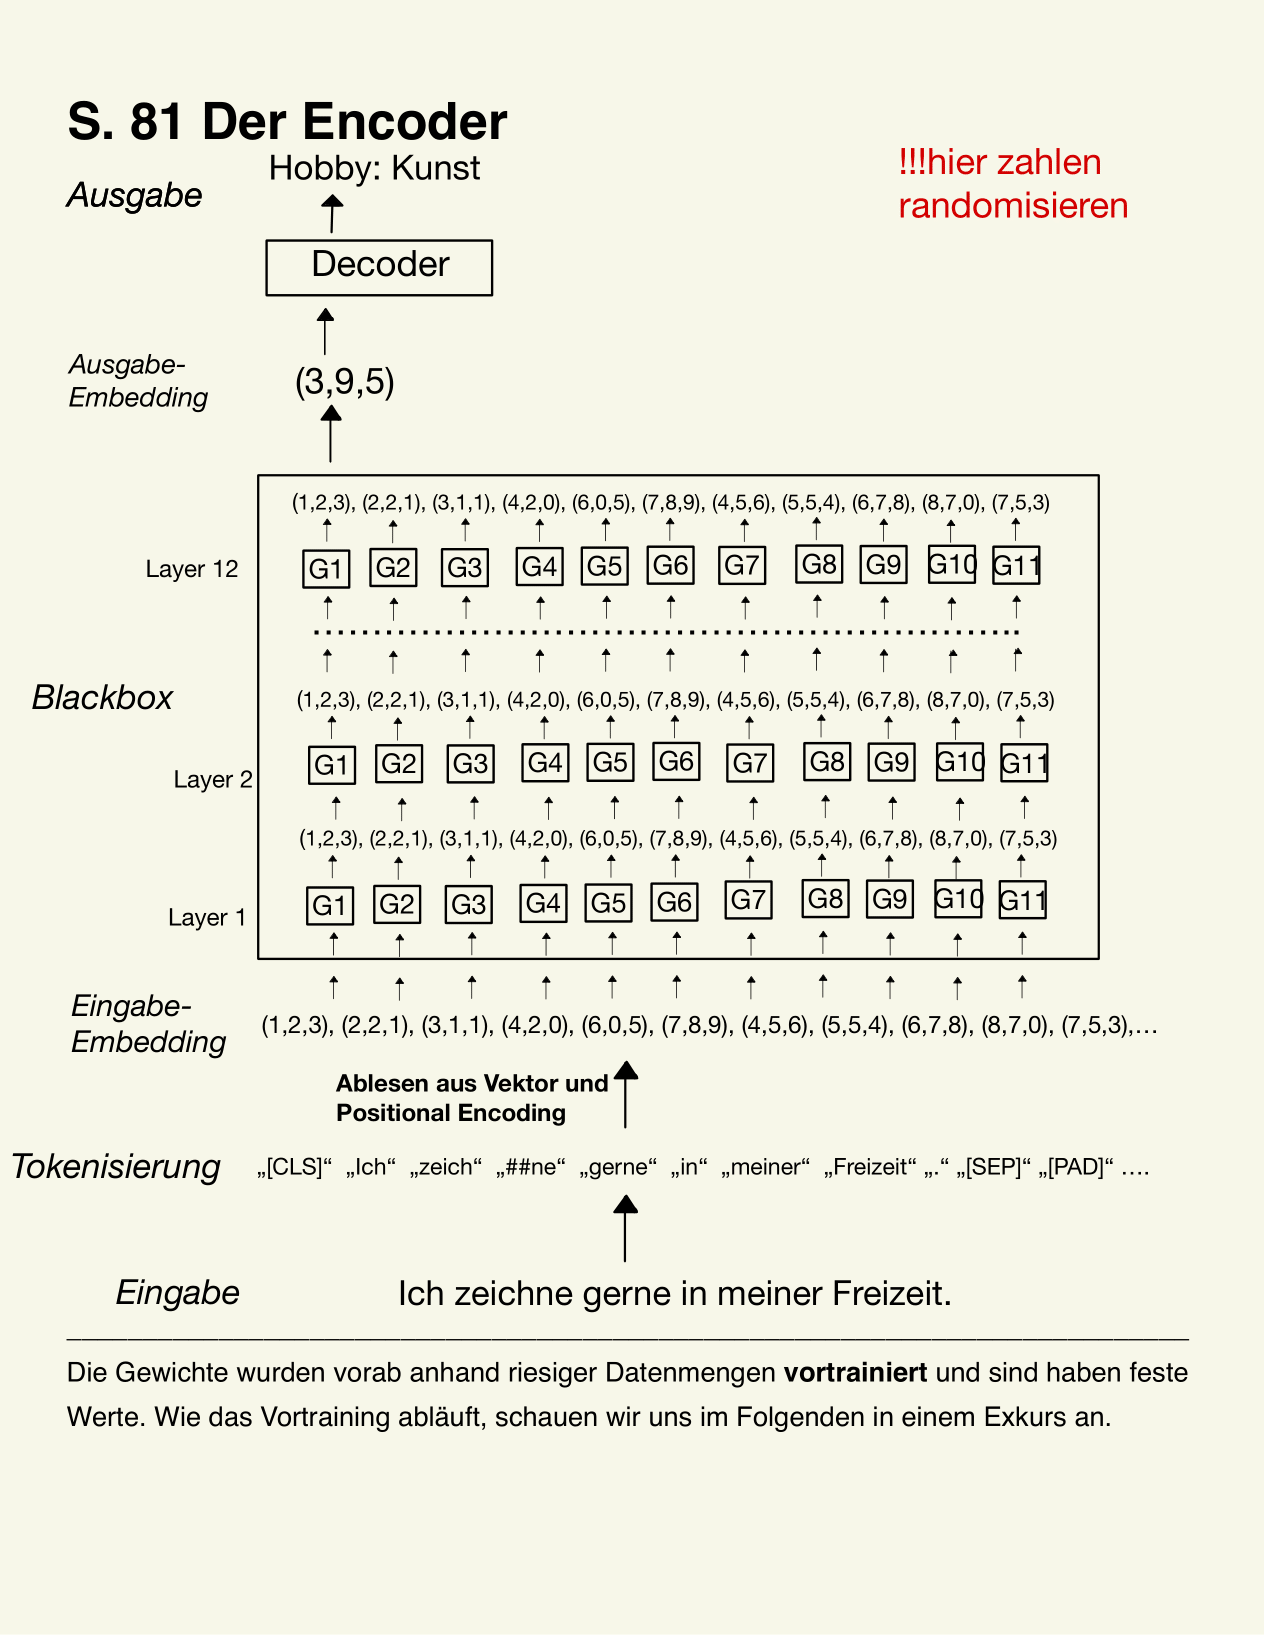 S. 81 Der Encoder
Hobby: Kunst
!!!hier zahlen
randomisieren
Ausgabe
Decoder
Ausgabe-
Embedding
(3,9,5)
(1,2,3), (2,2,1), (3,1,1), (4,2,0), (6,0,5), (7,8,9), (4,5,6), (5,5,4), (6,7,8), (8,7,0), (7,5,3)
Layer 12
G1 G2 G3 G4 G5 G6 G7 G8 G9 G10 G11
Blackbox
(1,2,3), (2,2,1), (3,1,1), (4,2,0), (6,0,5), (7,8,9), (4,5,6), (5,5,4), (6,7,8), (8,7,0), (7,5,3)
G1 G2 G3 G4 G5 G6 G7 G8 G9 G10 G11
Layer 2
(1,2,3), (2,2,1), (3,1,1), (4,2,0), (6,0,5), (7,8,9), (4,5,6), (5,5,4), (6,7,8), (8,7,0), (7,5,3)
G1 G2 G3 G4 G5 G6 G7 G8 G9 G10 G11
Layer 1
Eingabe-
Embedding
(1,2,3), (2,2,1), (3,1,1), (4,2,0), (6,0,5), (7,8,9), (4,5,6), (5,5,4), (6,7,8), (8,7,0), (7,5,3),…
Ablesen aus Vektor und
Positional Encoding
Tokenisierung
„[CLS]“ „Ich“ „zeich“ „##ne“ „gerne“ „in“ „meiner“ „Freizeit“ „.“ „[SEP]“ „[PAD]“ ….
Eingabe
Ich zeichne gerne in meiner Freizeit.
Die Gewichte wurden vorab anhand riesiger Datenmengen vortrainiert und sind haben feste
Werte. Wie das Vortraining abläuft, schauen wir uns im Folgenden in einem Exkurs an.